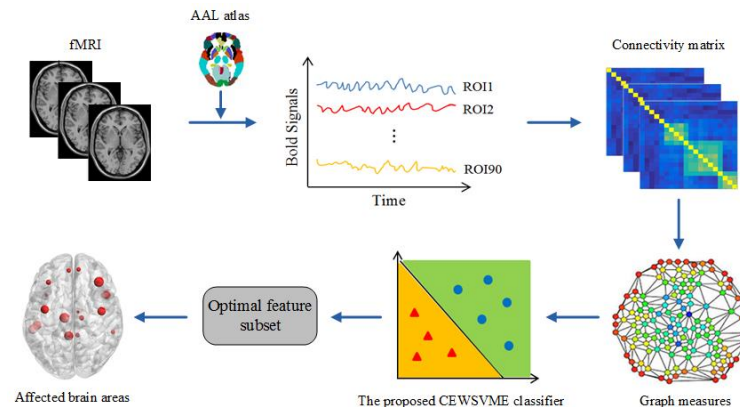 AAL atlas
fMRI
Connectivity matrix
Bold Signals
ROI1
ROI2
ROI90
Time
Optimal feature
subset
Affected brain areas
The proposed CEWSVME classifier
Graph measures